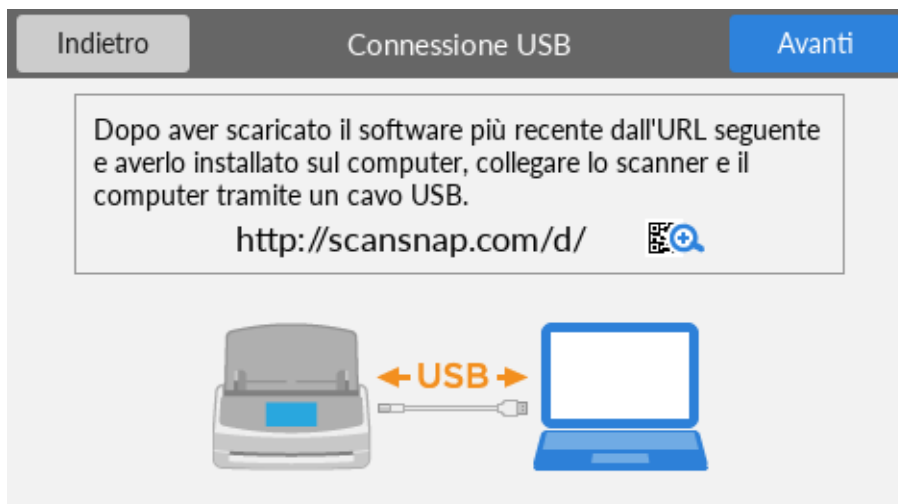 Indietro
Connessione USB
Avanti
Dopo aver scaricato il software più recente dall'URL seguente
e averlo installato sul computer, collegare lo scanner e il
computer tramite un cavo USB.
http://scansnap.com/d/
USB